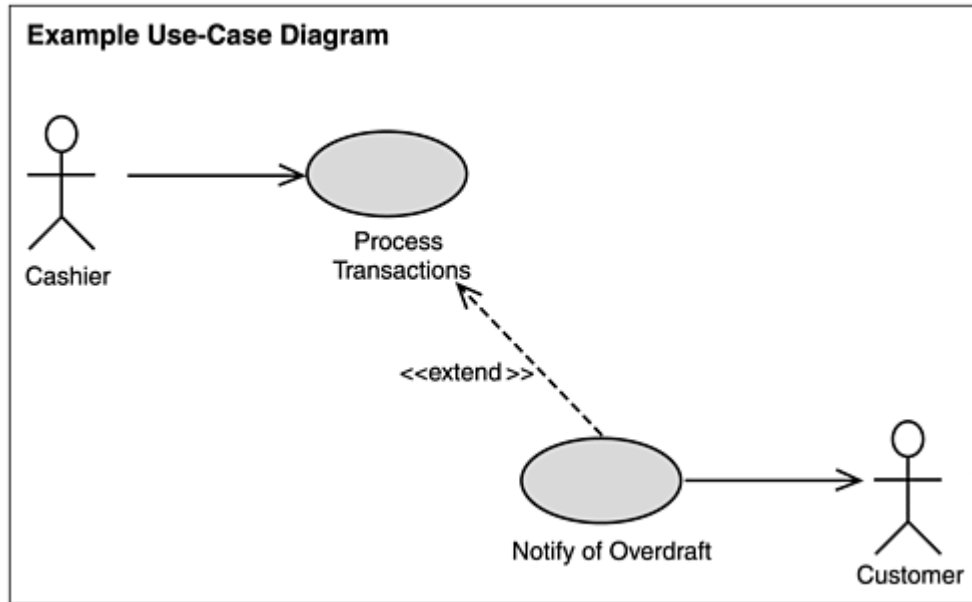 Example Use-Case Diagram
Process
Transactions
Cashier
<<extend>>
Notify of Overdraft
Customer